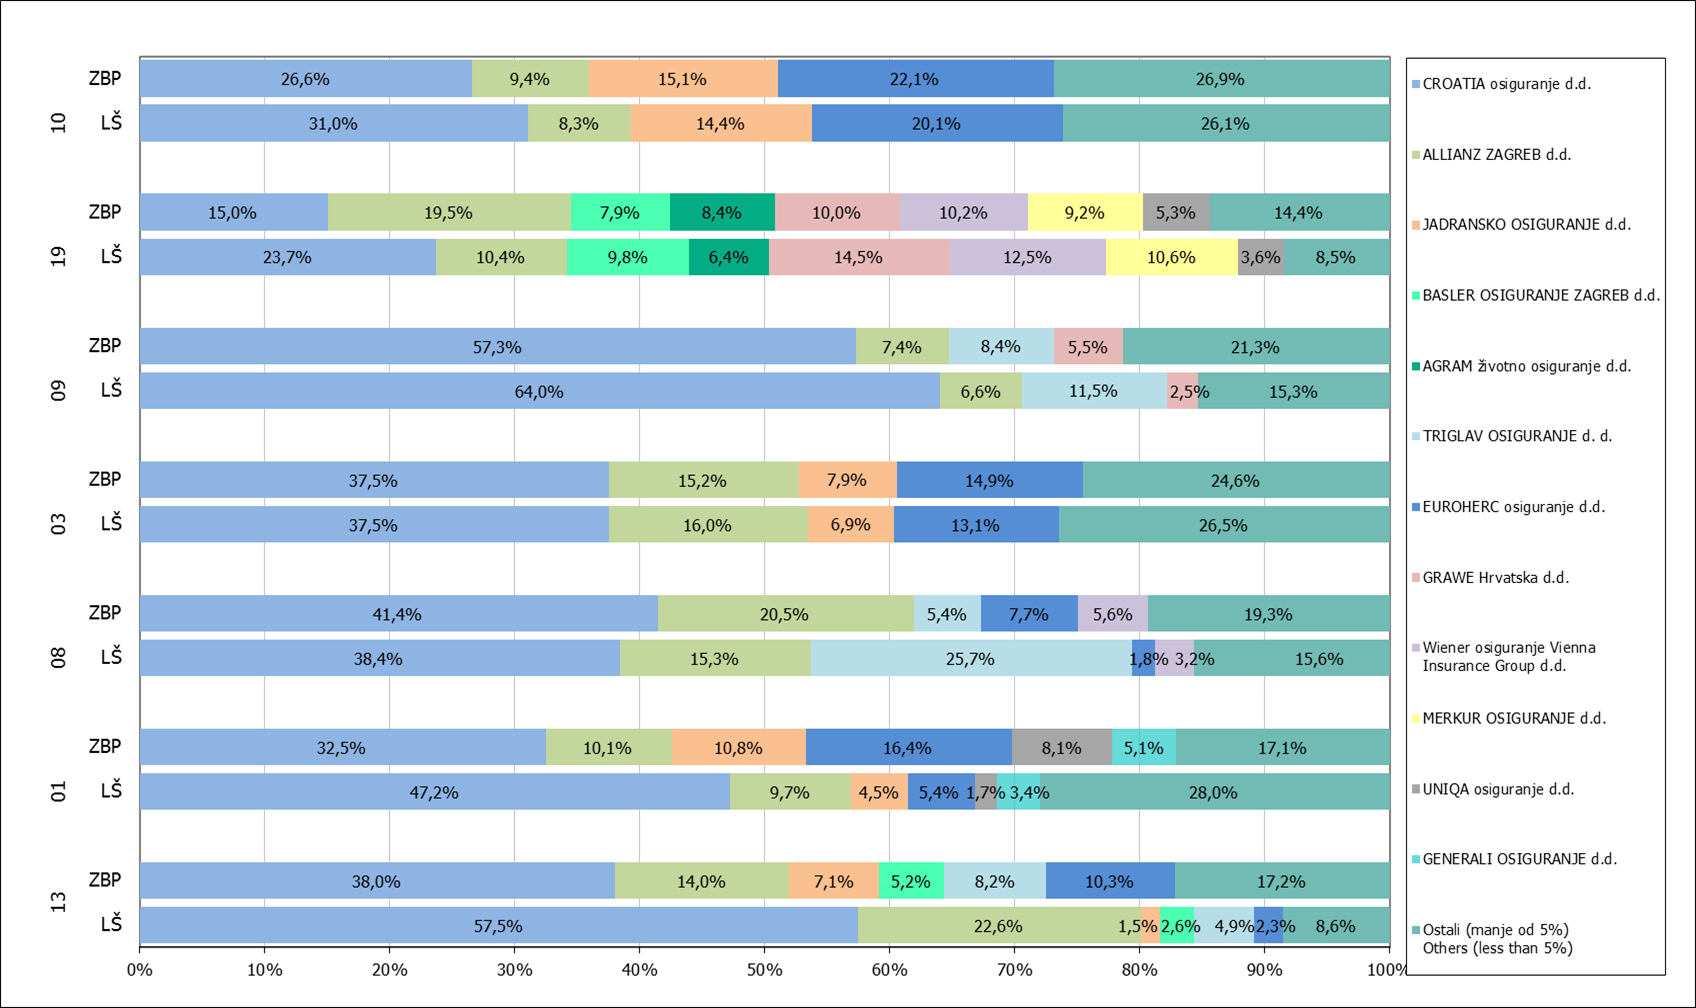 ZBP 26,6% 9,4% 15,1% 22,1% 26,9%
10
LŠ 31,0% 8,3% 14,4% 20,1% 26,1%
ZBP 15,0% 19,5% 7,9% 8,4% 10,0% 10,2% 9,2% 5,3% 14,4%
19
LŠ 23,7% 10,4% 9,8% 6,4% 14,5% 12,5% 10,6% 3,6% 8,5%
ZBP 57,3% 7,4% 8,4% 5,5% 21,3%
09
LŠ 64,0% 6,6% 11,5% 2,5% 15,3%
ZBP 37,5% 15,2% 7,9% 14,9% 24,6%
03
LŠ 37,5% 16,0% 6,9% 13,1% 26,5%
ZBP 41,4% 20,5% 5,4% 7,7% 5,6% 19,3%
08
LŠ 38,4% 15,3% 25,7% 1,8% 3,2% 15,6%
ZBP 32,5% 10,1% 10,8% 16,4% 8,1% 5,1% 17,1%
01
LŠ 47,2% 9,7% 4,5% 5,4% 1,7% 3,4% 28,0%
ZBP 38,0% 14,0% 7,1% 5,2% 8,2% 10,3% 17,2%
13
LŠ 57,5% 22,6% 1,5% 2,6% 4,9% 2,3% 8,6%
0% 10% 20% 30% 40% 50% 60% 70% 80% 90% 100%
CROATIA osiguranje d.d.
ALLIANZ ZAGREB d.d.
JADRANSKO OSIGURANJE d.d.
BASLER OSIGURANJE ZAGREB d.d.
AGRAM životno osiguranje d.d.
TRIGLAV OSIGURANJE d. d.
EUROHERC osiguranje d.d.
GRAWE Hrvatska d.d.
Wiener osiguranje Vienna
Insurance Group d.d.
MERKUR OSIGURANJE d.d.
UNIQA osiguranje d.d.
GENERALI OSIGURANJE d.d.
Ostali (manje od 5%)
Others (less than 5%)